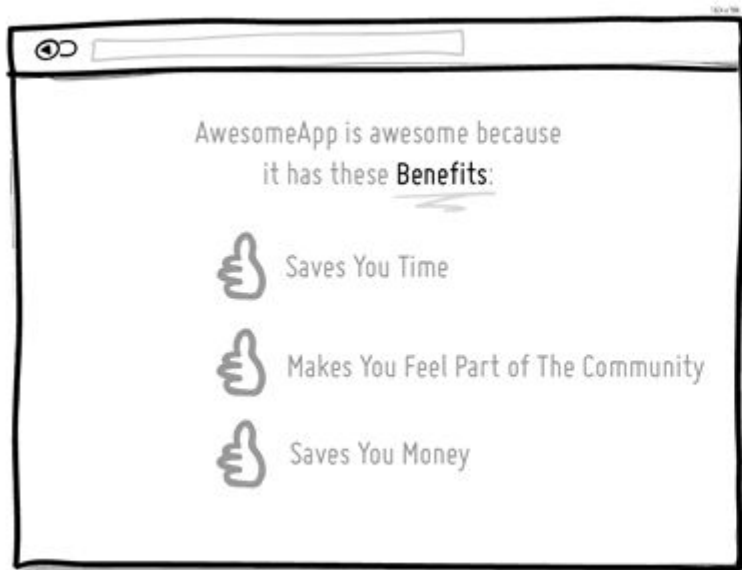 AwesomeApp is awesome because
it has these Benefits:
Saves You Time
Makes You Feel Part of The Community
Saves You Money